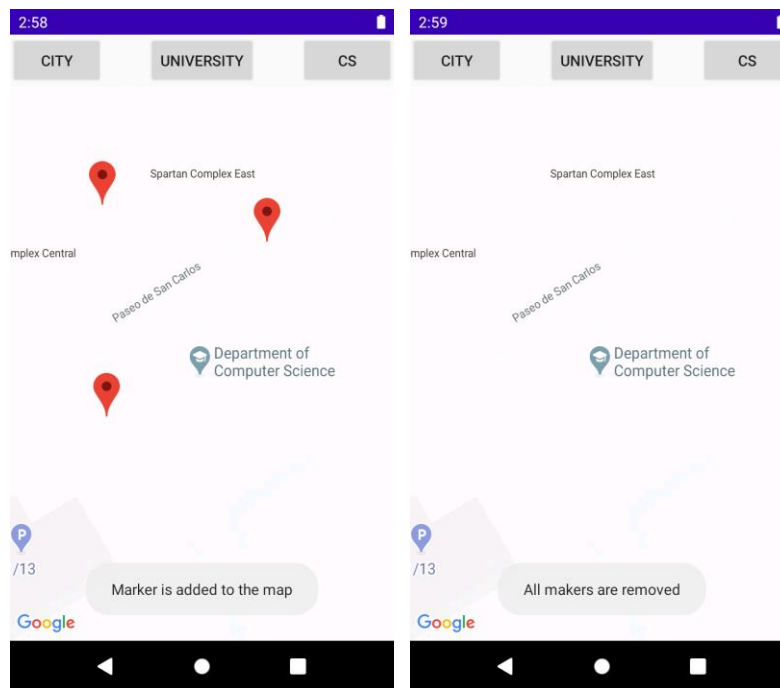 2:58
CITY UNIVERSITY CS
Spartan Complex East
mplex Central
Paseo de San Carlos
Department of
Computer Science
P
/13
Marker is added to the map
Google
2:59
CITY UNIVERSITY CS
Spartan Complex East
mplex Central
Paseo de San Carlos
Department of
Computer Science
P
/13
All makers are removed
Google